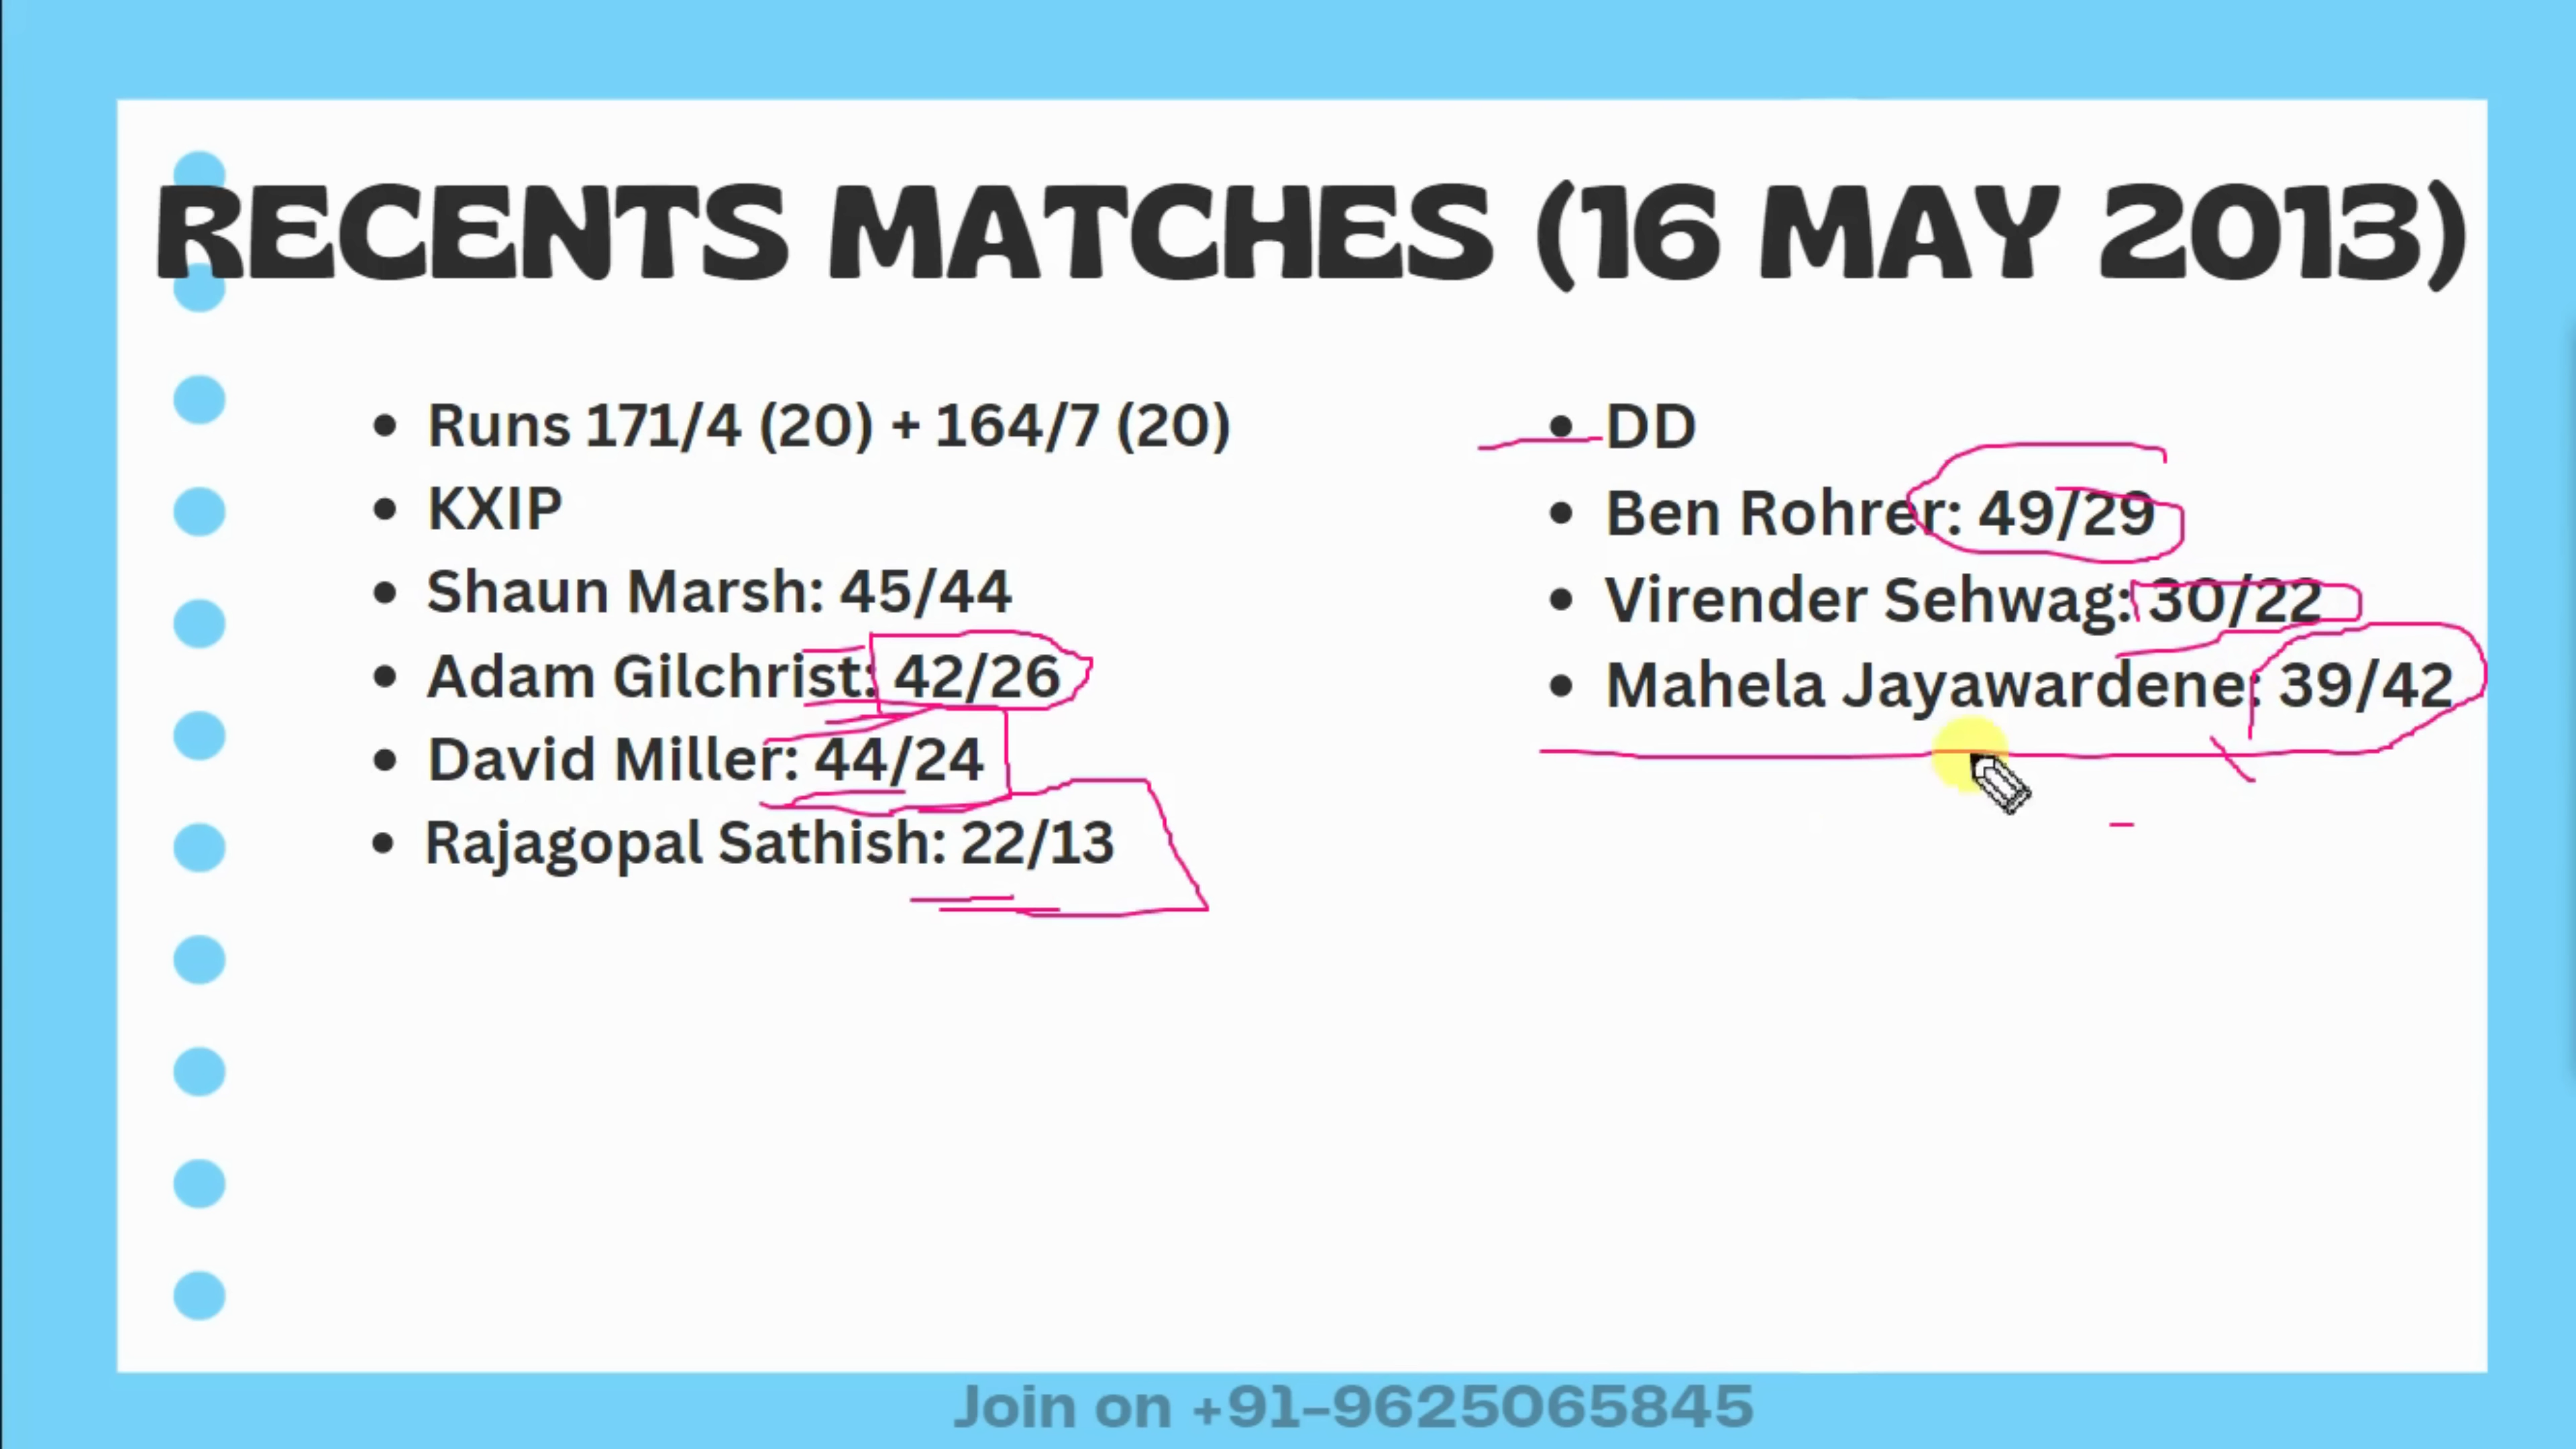 RECENTS MATCHES (16 MAY 2013)
Runs 171/4 (20) + 164/7 (20)
KXIP
Shaun Marsh: 45/44
Adam Gilchrist: 42/26
David Miller: 44/24
Rajagopal Sathish: 22/13
DD
Ben Rohrer: 49/29
Virender Sehwag: 30/22
Mahela Jayawardene: 39/42
Join on +91-9625065845